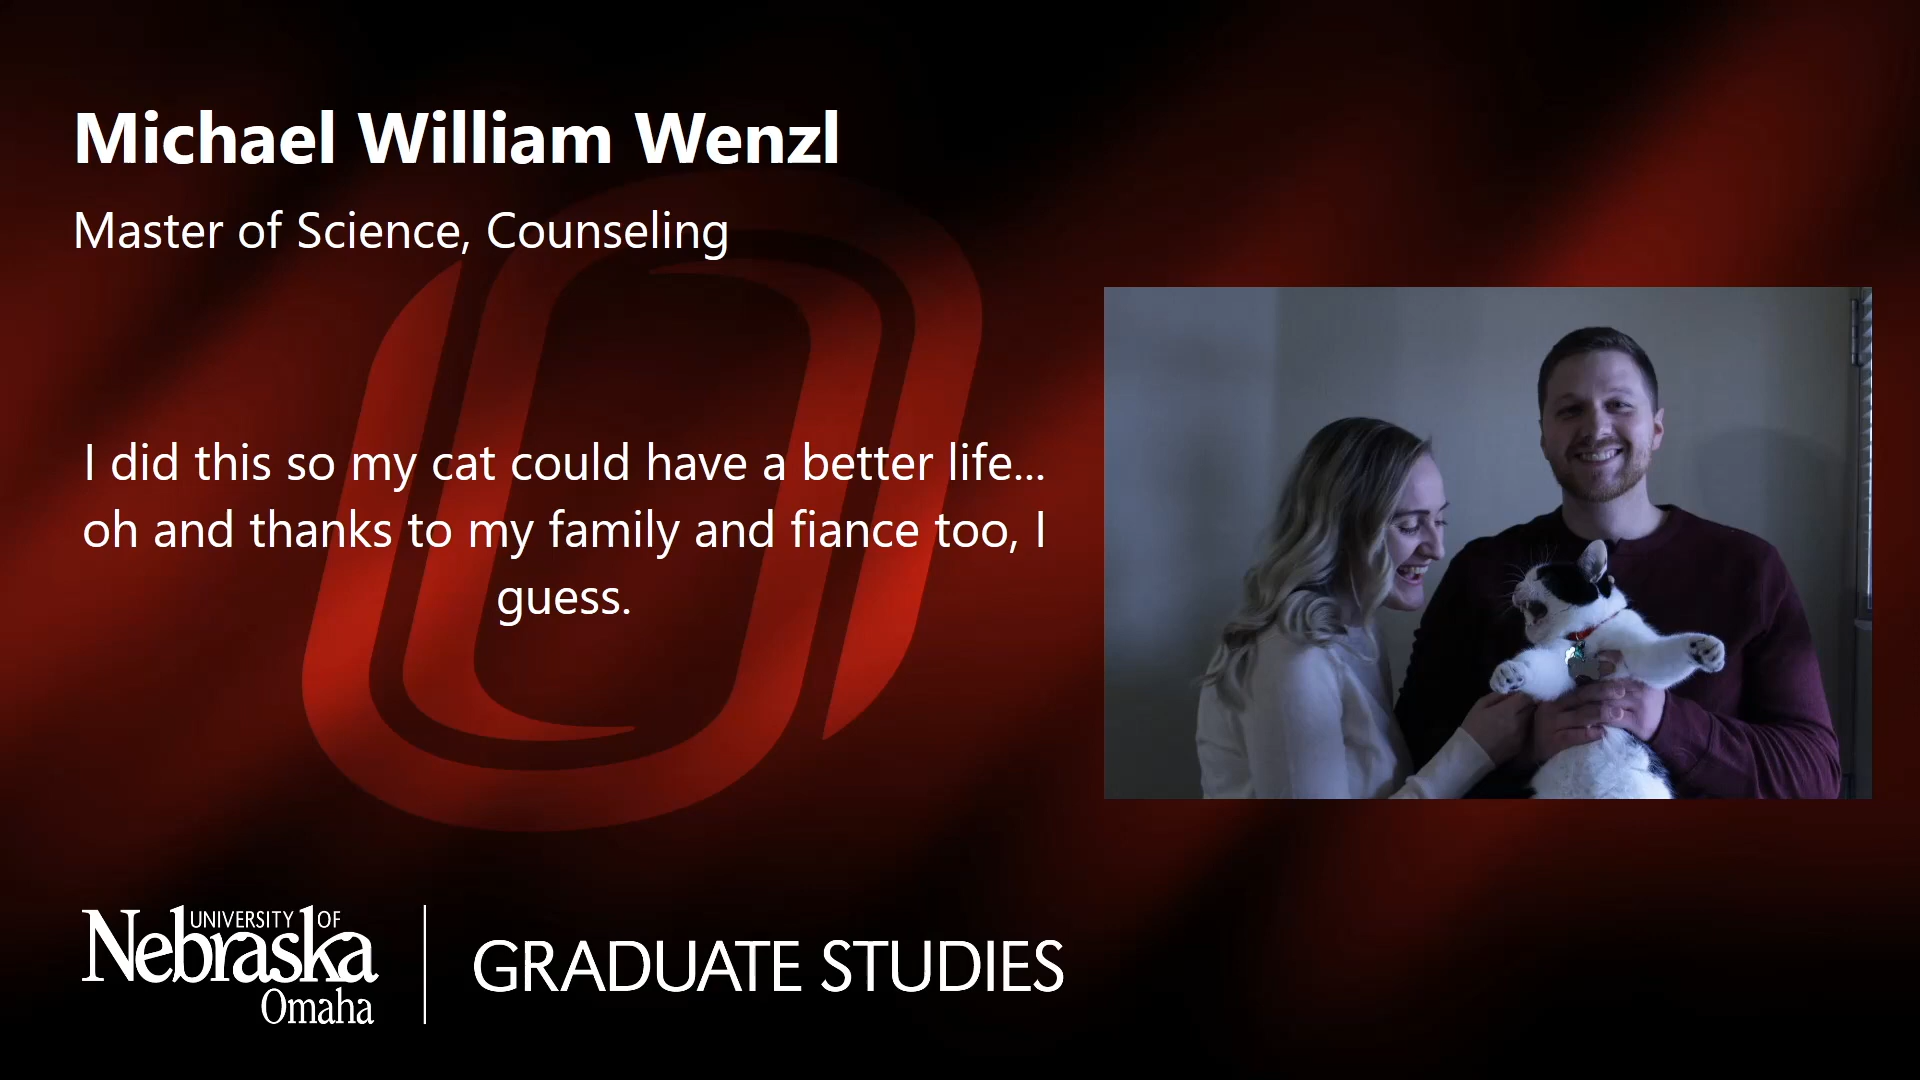 Michael William Wenzl
Master of Science, Counseling
I did this so my cat could have a better life...
oh and thanks to my family and fiance too, I
guess.
UNIVERSITY OF
Nebraska
Omaha
GRADUATE STUDIES